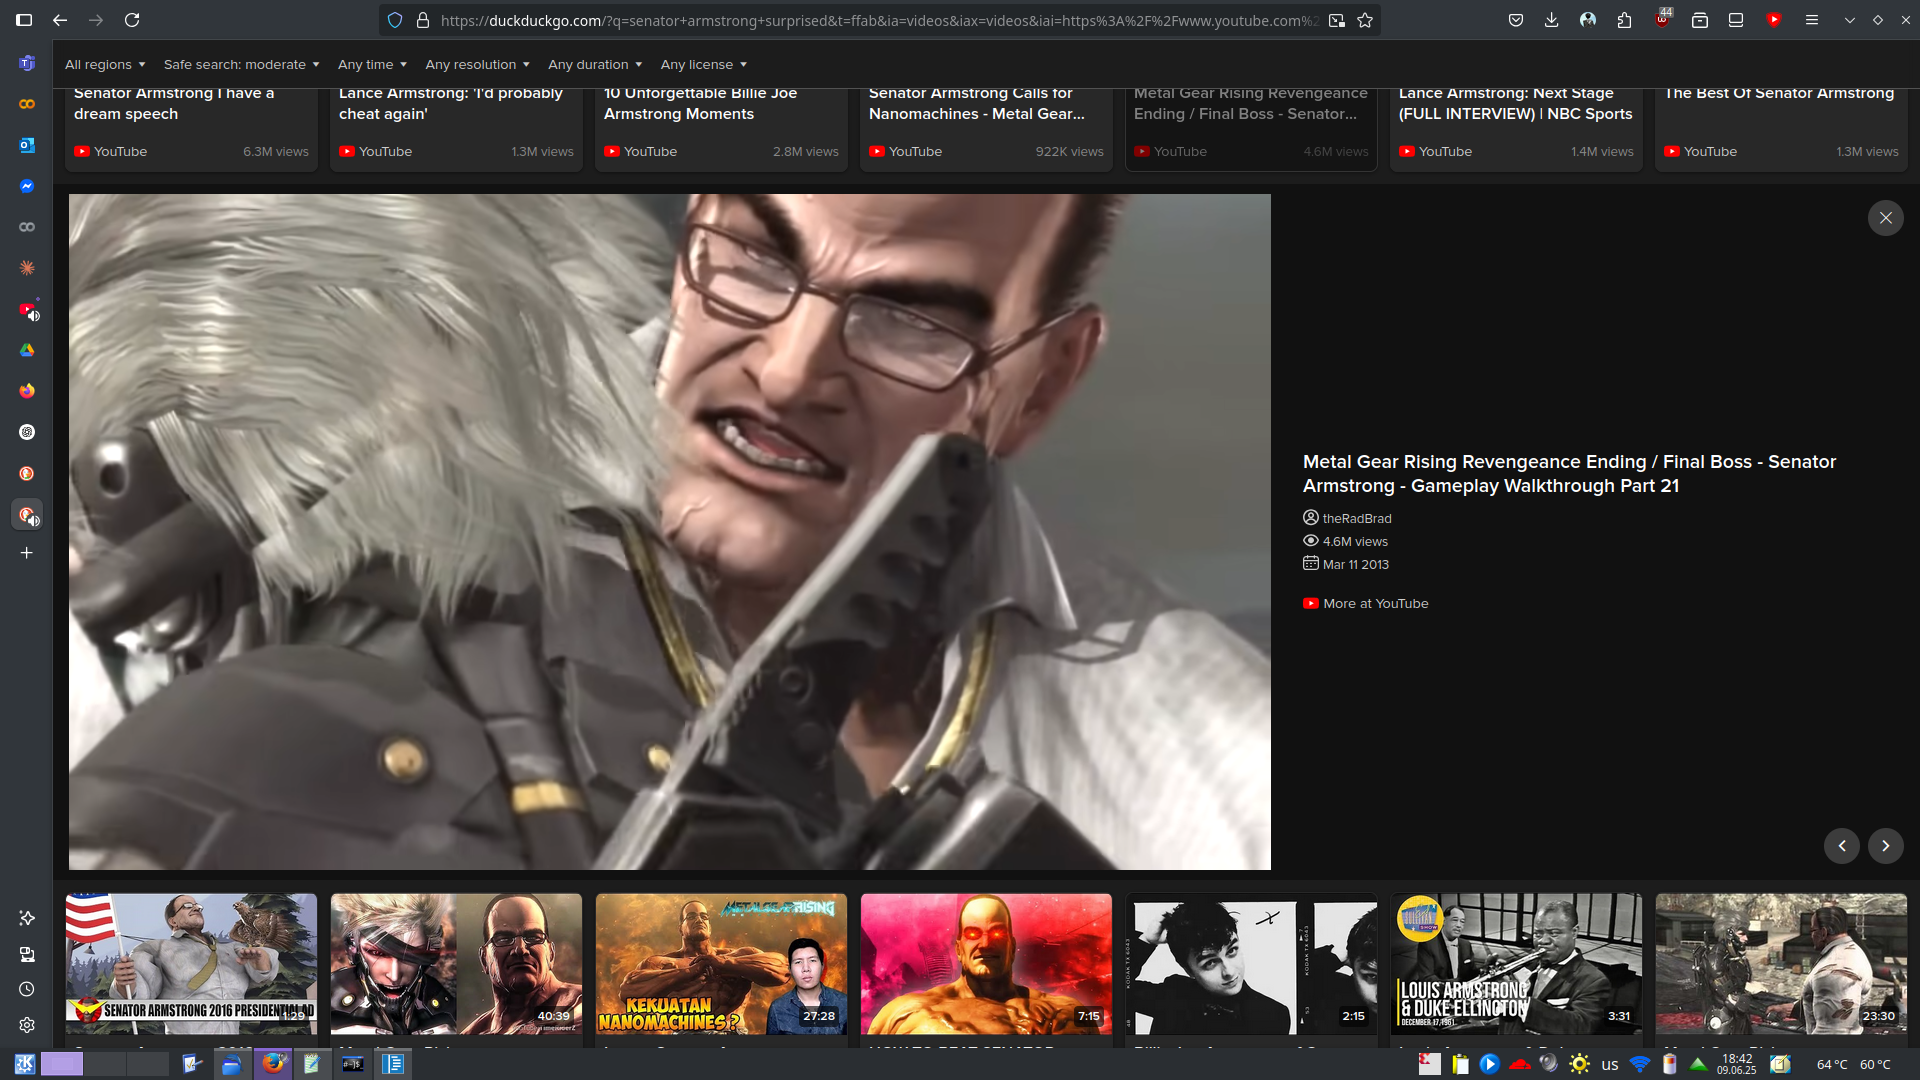 https://duckduckgo.com/?q=senator+armstrong+surprised&t=ffab&ia=videos&iax=videos&iai=https%3A%2F%2Fwww.youtube.com%2
44
All regions
Safe search: moderate
Any time
Any resolution
Any duration
Any license
Senator Armstrong I have a
dream speech
YouTube 6.3M views
Lance Armstrong: 'I'd probably
cheat again'
YouTube 1.3M views
10 Unforgettable Billie Joe
Armstrong Moments
YouTube 2.8M views
Senator Armstrong Calls for
Nanomachines - Metal Gear...
YouTube 922K views
Metal Gear Rising Revengeance
Ending / Final Boss - Senator...
YouTube 4.6M views
Lance Armstrong: Next Stage
(FULL INTERVIEW) | NBC Sports
YouTube 1.4M views
The Best Of Senator Armstrong
YouTube 1.3M views
Metal Gear Rising Revengeance Ending / Final Boss - Senator
Armstrong - Gameplay Walkthrough Part 21
theRadBrad
4.6M views
Mar 11 2013
More at YouTube
SENATOR ARMSTRONG 2016 PRESIDENTIAL AD
1:29
40:39
METAL GEAR RISING
KEKUATAN
NANOMACHINES?
27:28
7:15
2:15
LOUIS ARMSTRONG
& DUKE ELLINGTON
DECEMBER 17, 1961
3:31
23:30
us
18:42
09.06.25
64°C
60°C